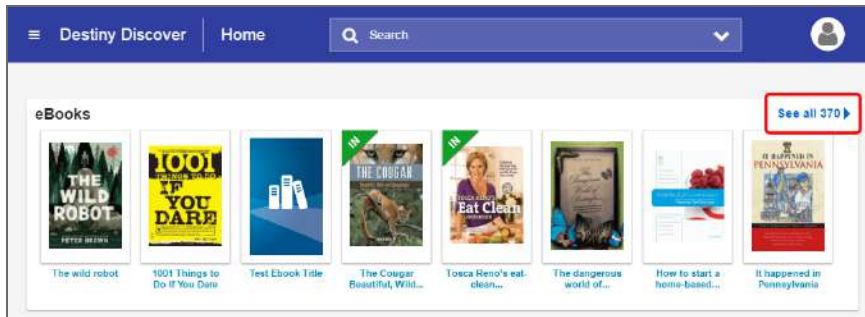 ≡ Destiny Discover Home Search
eBooks See all 370
THE
WILD
ROBOT
PETER BROWN
1001
THINGS TO DO
IF
YOU
DARE
IN
THE COUGAR
IN
TOSCA RENO'S
Eat Clean
IT HAPPENED IN
PENNSYLVANIA
The wild robot
1001 Things to
Do If You Dare
Test Ebook Title
The Cougar
Beautiful, Wild...
Tosca Reno's eat-
clean...
The dangerous
world of...
How to start a
home-based...
It happened in
Pennsylvania